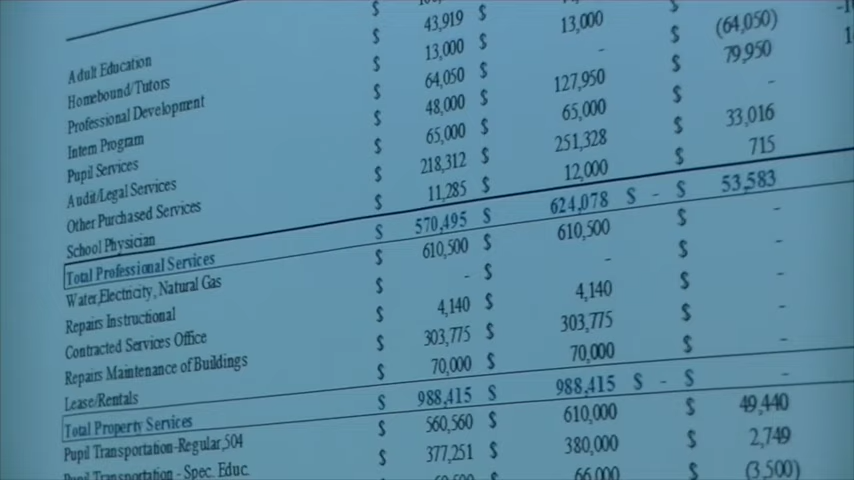 Adult Education $
Homebound/Tutors $ 43,919 $
Professional Development $ 13,000 $ 13,000 $
Intern Program $ 64,050 $ - $ (64,050)
Pupil Services $ 48,000 $ 127,950 $ 79,950
Audit/Legal Services $ 65,000 $ 65,000 $ -
Other Purchased Services $ 218,312 $ 251,328 $ 33,016
School Physician $ 11,285 $ 12,000 $ 715
Total Professional Services $ 570,495 $ 624,078 $ - $ 53,583
Water,Electricity, Natural Gas $ 610,500 $ 610,500 $ -
Repairs Instructional $ - $ - $ -
Contracted Services Office $ 4,140 $ 4,140 $ -
Repairs Maintenance of Buildings $ 303,775 $ 303,775 $ -
Lease/Rentals $ 70,000 $ 70,000 $ -
Total Property Services $ 988,415 $ 988,415 $ - $ -
Pupil Transportation-Regular,504 $ 560,560 $ 610,000 $ 49,440
Pupil Transportation - Spec. Educ. $ 377,251 $ 380,000 $ 2,749
$ 66,000 $ (3,500)